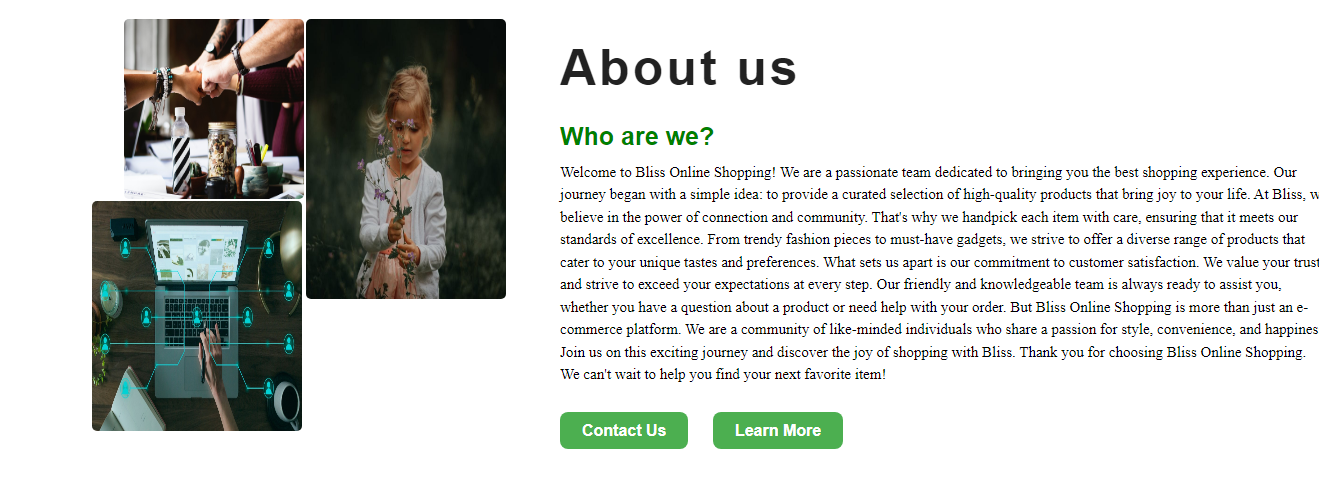 About us
Who are we?
Welcome to Bliss Online Shopping! We are a passionate team dedicated to bringing you the best shopping experience. Our
journey began with a simple idea: to provide a curated selection of high-quality products that bring joy to your life. At Bliss, w
believe in the power of connection and community. That's why we handpick each item with care, ensuring that it meets our
standards of excellence. From trendy fashion pieces to must-have gadgets, we strive to offer a diverse range of products that
cater to your unique tastes and preferences. What sets us apart is our commitment to customer satisfaction. We value your trust
and strive to exceed your expectations at every step. Our friendly and knowledgeable team is always ready to assist you,
whether you have a question about a product or need help with your order. But Bliss Online Shopping is more than just an e-
commerce platform. We are a community of like-minded individuals who share a passion for style, convenience, and happines
Join us on this exciting journey and discover the joy of shopping with Bliss. Thank you for choosing Bliss Online Shopping.
We can't wait to help you find your next favorite item!
Contact Us
Learn More